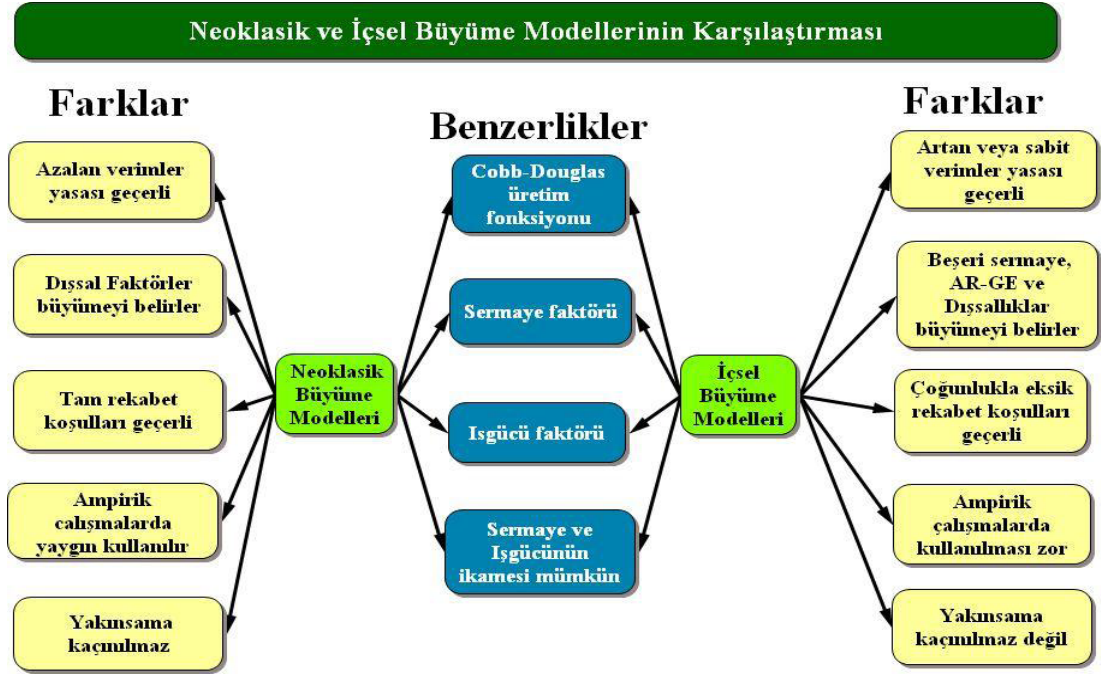 Neoklasik ve İçsel Büyüme Modellerinin Karşılaştırması
Farklar
Azalan verimler
yasası geçerli
Dışsal Faktörler
büyümeyi belirler
Tam rekabet
koşulları geçerli
Ampirik
çalışmalarda
yaygın kullanılır
Yakınsama
kaçınılmaz
Neoklasik
Büyüme
Modelleri
Benzerlikler
Cobb-Douglas
üretim
fonksiyonu
Sermaye faktörü
Isgücü faktörü
Sermaye ve
Işgücünün
ikamesi mümkün
İçsel
Büyüme
Modelleri
Farklar
Artan veya sabit
verimler yasası
geçerli
Beşeri sermaye,
AR-GE ve
Dışsallıklar
büyümeyi belirler
Çoğunlukla eksik
rekabet koşulları
geçerli
Ampirik
çalışmalarda
kullanılması zor
Yakınsama
kaçınılmaz değil